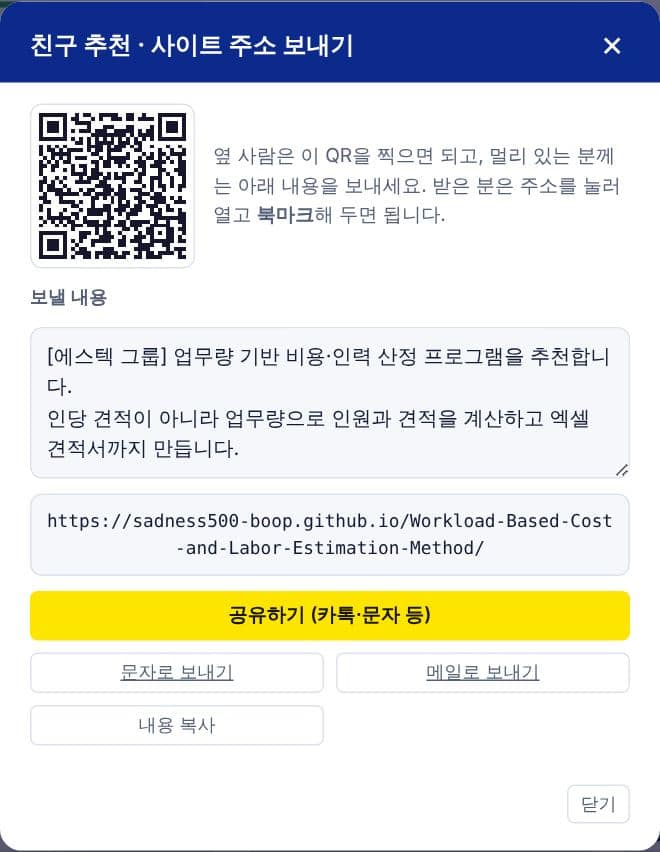 친구 추천 · 사이트 주소 보내기
옆 사람은 이 QR을 찍으면 되고, 멀리 있는 분께
는 아래 내용을 보내세요. 받은 분은 주소를 눌러
열고 북마크해 두면 됩니다.
보낼 내용
[에스텍 그룹] 업무량 기반 비용·인력 산정 프로그램을 추천합니
다.
인당 견적이 아니라 업무량으로 인원과 견적을 계산하고 엑셀
견적서까지 만듭니다.
https://sadness500-boop.github.io/Workload-Based-Cost
-and-Labor-Estimation-Method/
공유하기 (카톡·문자 등)
문자로 보내기
메일로 보내기
내용 복사
닫기